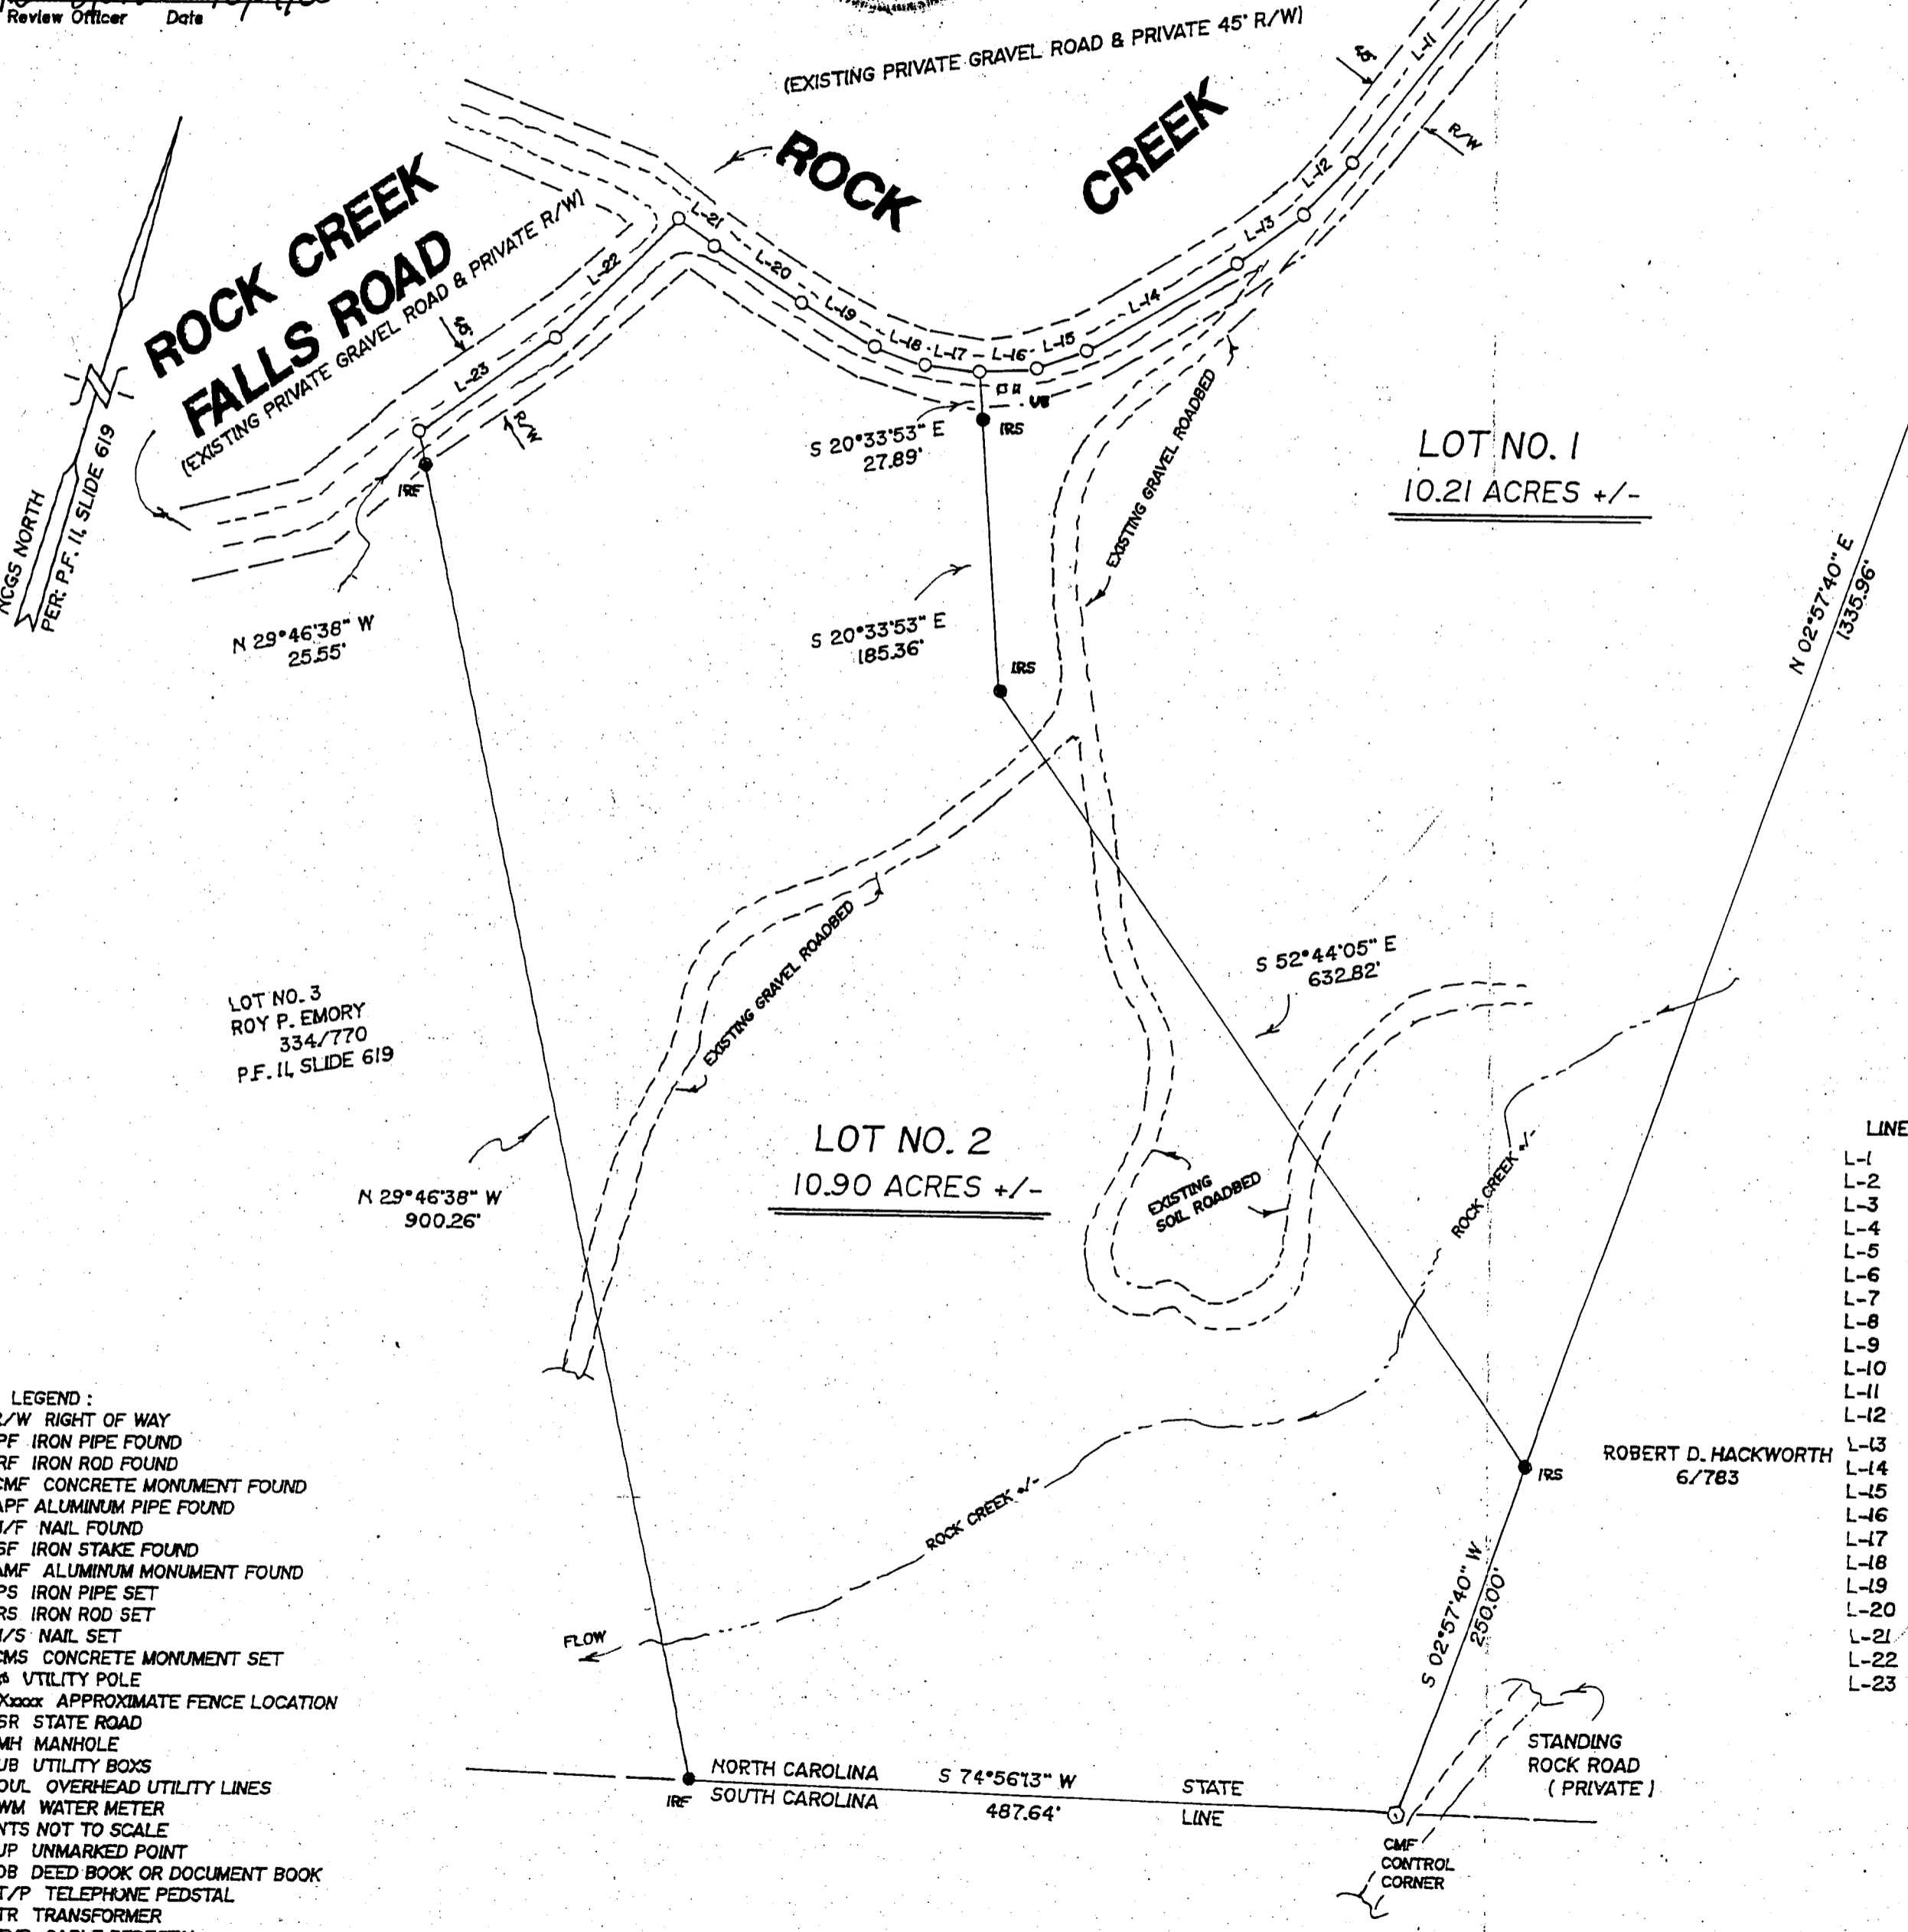 Review Officer Date
(EXISTING PRIVATE GRAVEL ROAD & PRIVATE 45' R/W)
ROCK CREEK
ROCK CREEK
FALLS ROAD
(EXISTING PRIVATE GRAVEL ROAD & PRIVATE R/W)
NCGS NORTH
PER: P.F. 11, SLIDE 619
L-11
R/W
L-12
L-13
L-14
L-15
L-16
L-17
L-18
L-19
L-20
L-21
L-22
L-23
R/W
UB
IRS
IRF
S 20°33'53" E
27.89'
EXISTING GRAVEL ROADBED
LOT NO. 1
10.21 ACRES +/-
N 02°57'40" E
1335.96'
N 29°46'38" W
25.55'
S 20°33'53" E
185.36'
IRS
EXISTING GRAVEL ROADBED
S 52°44'05" E
632.82'
LOT NO. 3
ROY P. EMORY
334/770
P.F. 11, SLIDE 619
N 29°46'38" W
900.26'
LOT NO. 2
10.90 ACRES +/-
EXISTING
SOIL ROADBED
ROCK CREEK +/-
LINE
L-1
L-2
L-3
L-4
L-5
L-6
L-7
L-8
L-9
L-10
L-11
L-12
L-13
L-14
L-15
L-16
L-17
L-18
L-19
L-20
L-21
L-22
L-23
ROBERT D. HACKWORTH
6/783
IRS
ROCK CREEK +/-
FLOW
S 02°57'40" W
250.00'
STANDING
ROCK ROAD
( PRIVATE )
NORTH CAROLINA S 74°56'13" W STATE
IRF SOUTH CAROLINA 487.64' LINE
CMF
CONTROL
CORNER
LEGEND :
R/W RIGHT OF WAY
PF IRON PIPE FOUND
RF IRON ROD FOUND
CMF CONCRETE MONUMENT FOUND
APF ALUMINUM PIPE FOUND
/F NAIL FOUND
SF IRON STAKE FOUND
AMF ALUMINUM MONUMENT FOUND
PS IRON PIPE SET
RS IRON ROD SET
/S NAIL SET
CMS CONCRETE MONUMENT SET
UTILITY POLE
Xxxxx APPROXIMATE FENCE LOCATION
SR STATE ROAD
MH MANHOLE
UB UTILITY BOXS
OUL OVERHEAD UTILITY LINES
WM WATER METER
NTS NOT TO SCALE
UP UNMARKED POINT
DB DEED BOOK OR DOCUMENT BOOK
T/P TELEPHONE PEDSTAL
TR TRANSFORMER